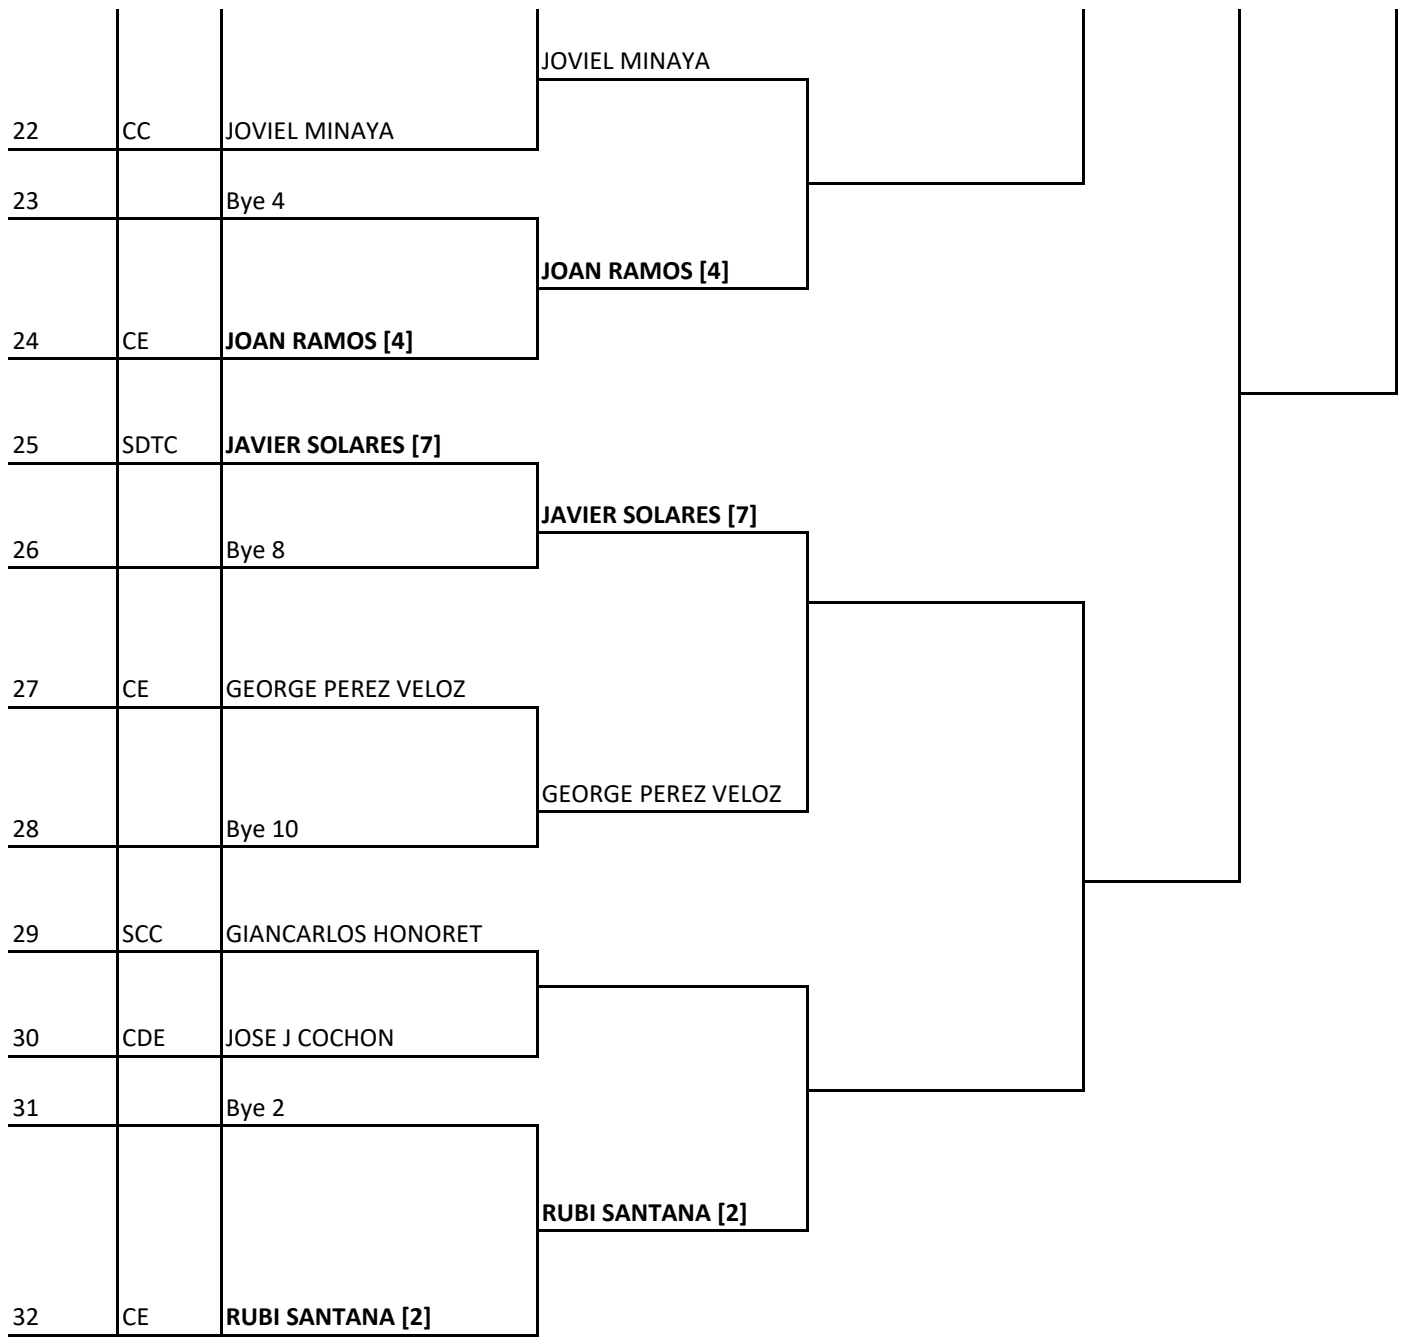 JOVIEL MINAYA
22 CC JOVIEL MINAYA
23 Bye 4
JOAN RAMOS [4]
24 CE JOAN RAMOS [4]
25 SDTC JAVIER SOLARES [7]
JAVIER SOLARES [7]
26 Bye 8
27 CE GEORGE PEREZ VELOZ
GEORGE PEREZ VELOZ
28 Bye 10
29 SCC GIANCARLOS HONORET
30 CDE JOSE J COCHON
31 Bye 2
RUBI SANTANA [2]
32 CE RUBI SANTANA [2]